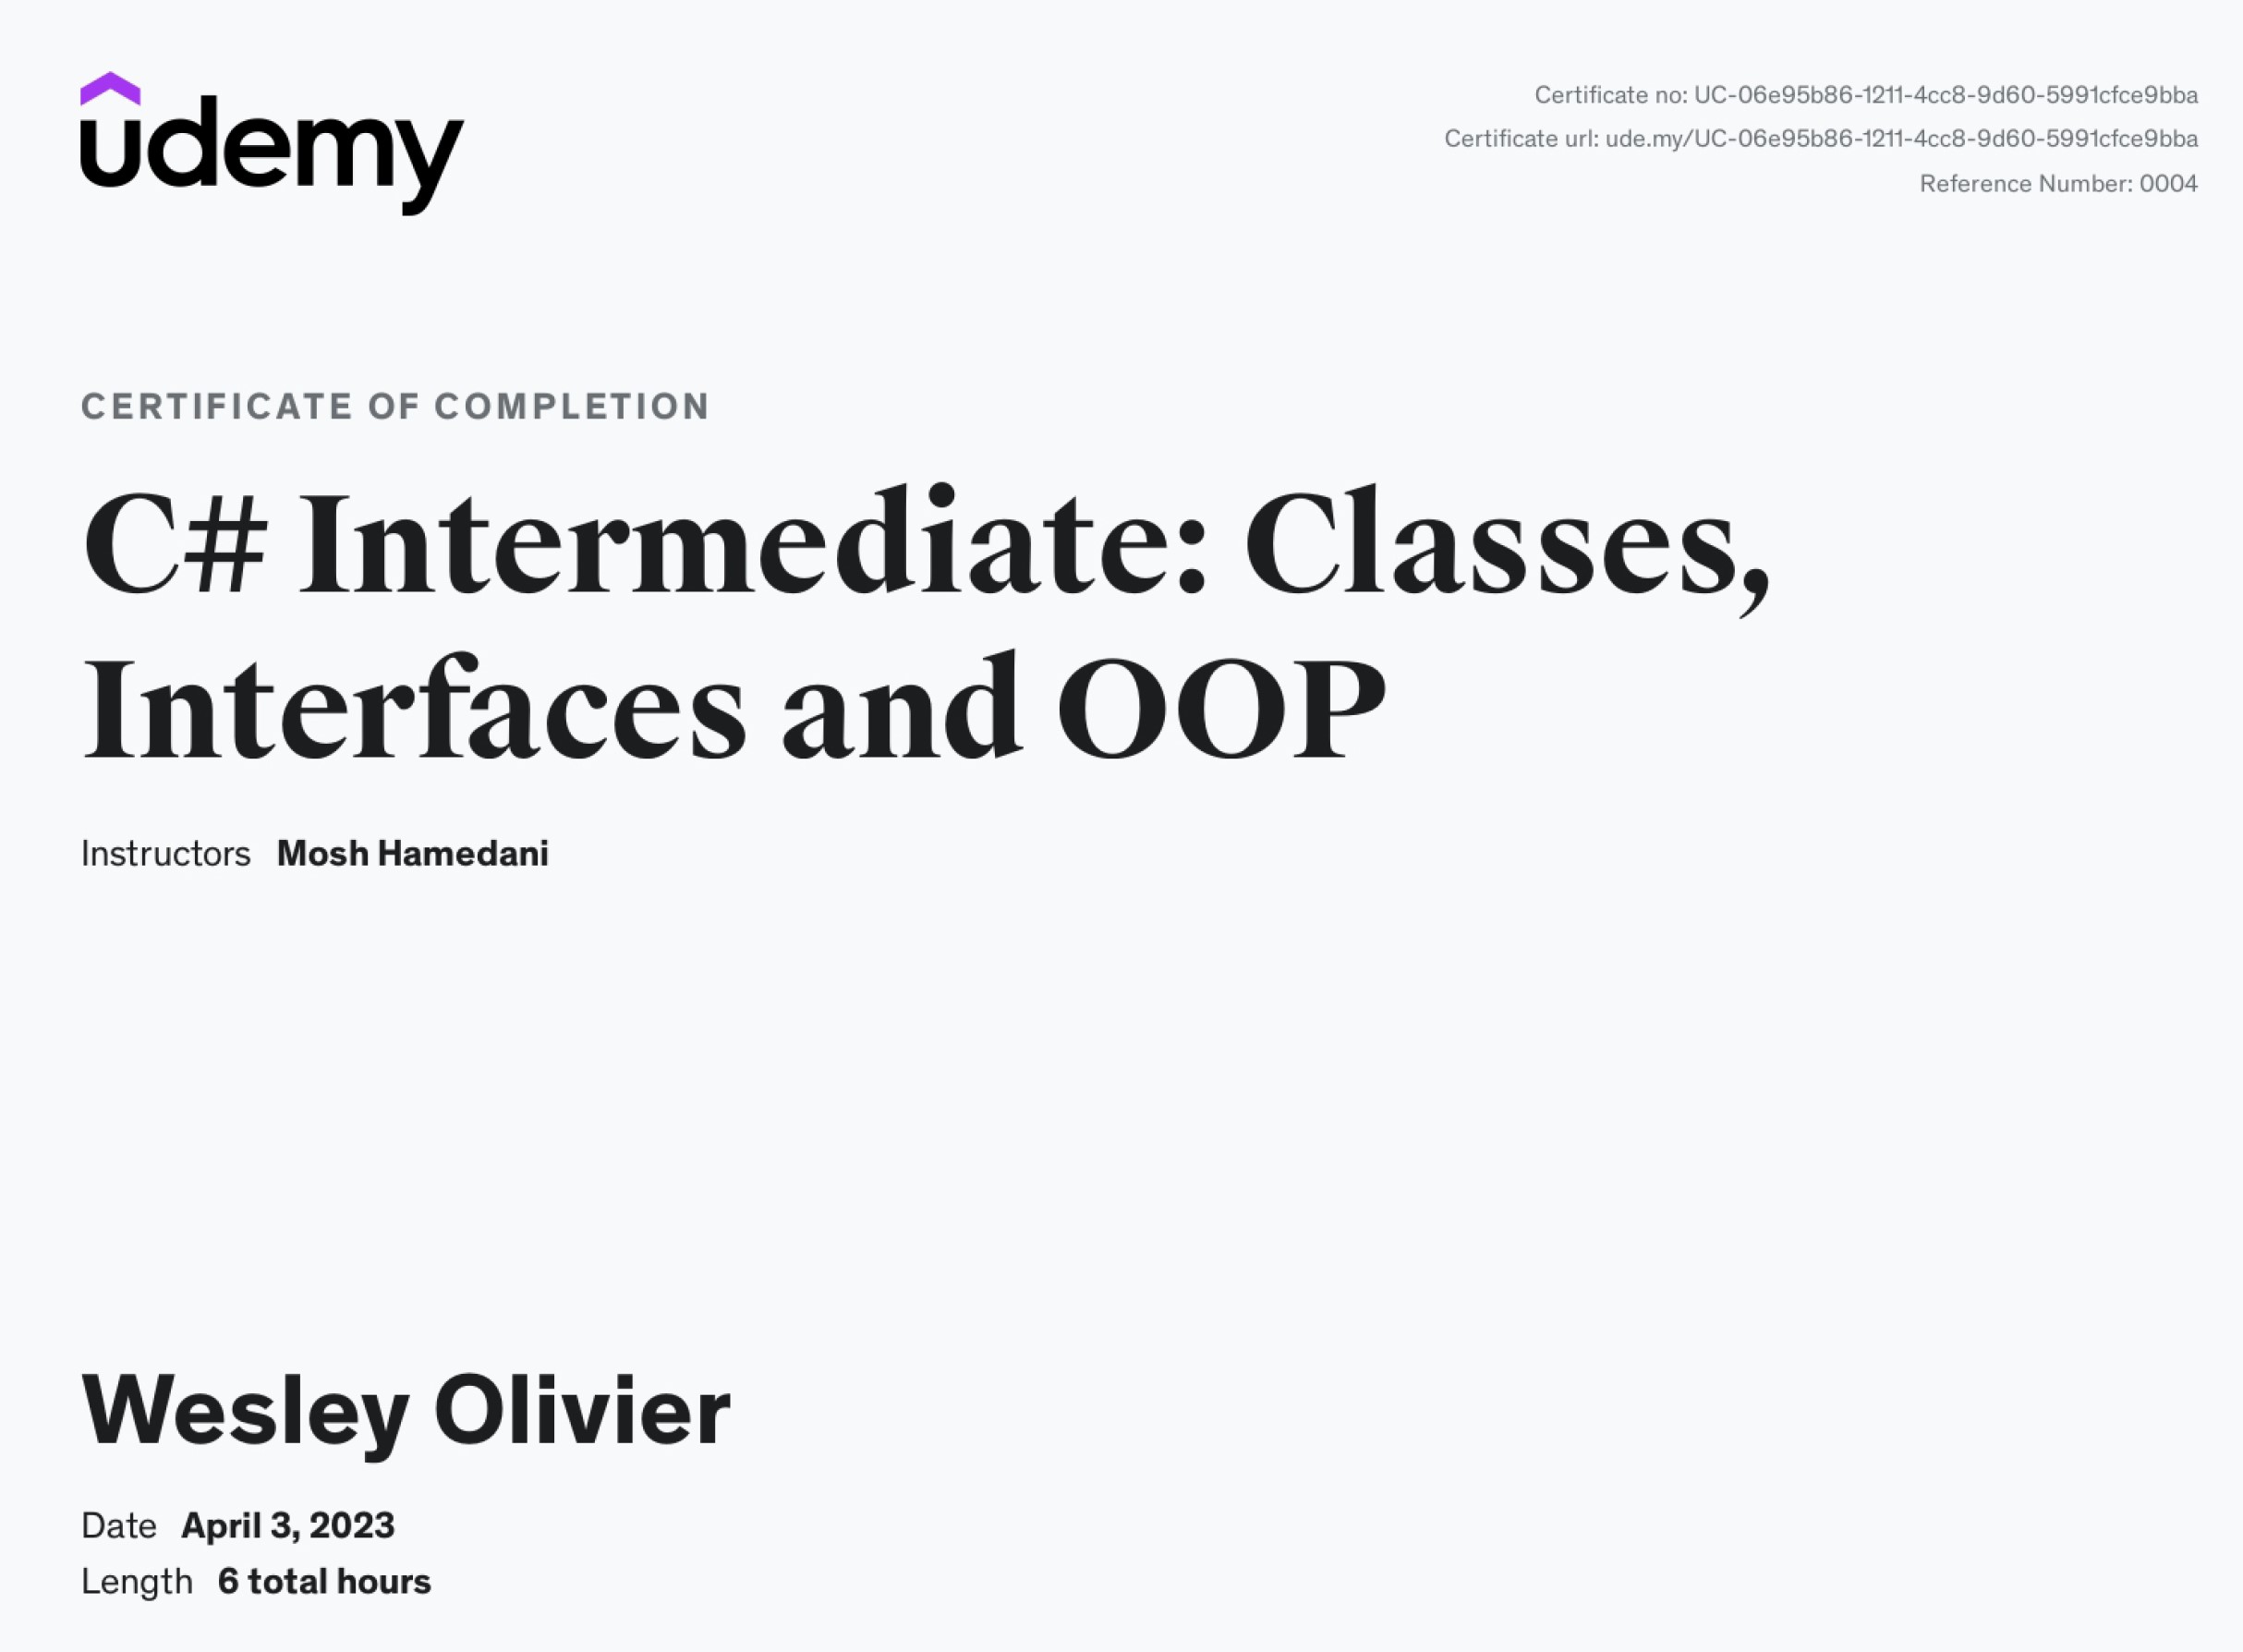 udemy
Certificate no: UC-06e95b86-1211-4cc8-9d60-5991cfce9bba
Certificate url: ude.my/UC-06e95b86-1211-4cc8-9d60-5991cfce9bba
Reference Number: 0004
CERTIFICATE OF COMPLETION
C# Intermediate: Classes,
Interfaces and OOP
Instructors Mosh Hamedani
Wesley Olivier
Date April 3, 2023
Length 6 total hours